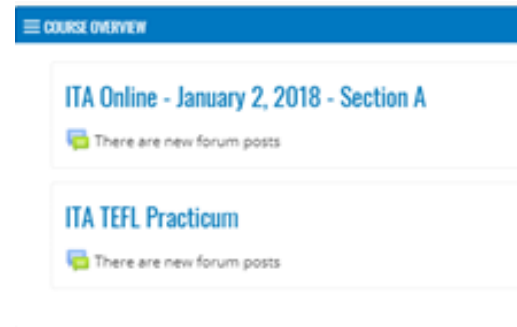 COURSE OVERVIEW
ITA Online - January 2, 2018 - Section A
There are new forum posts
ITA TEFL Practicum
There are new forum posts